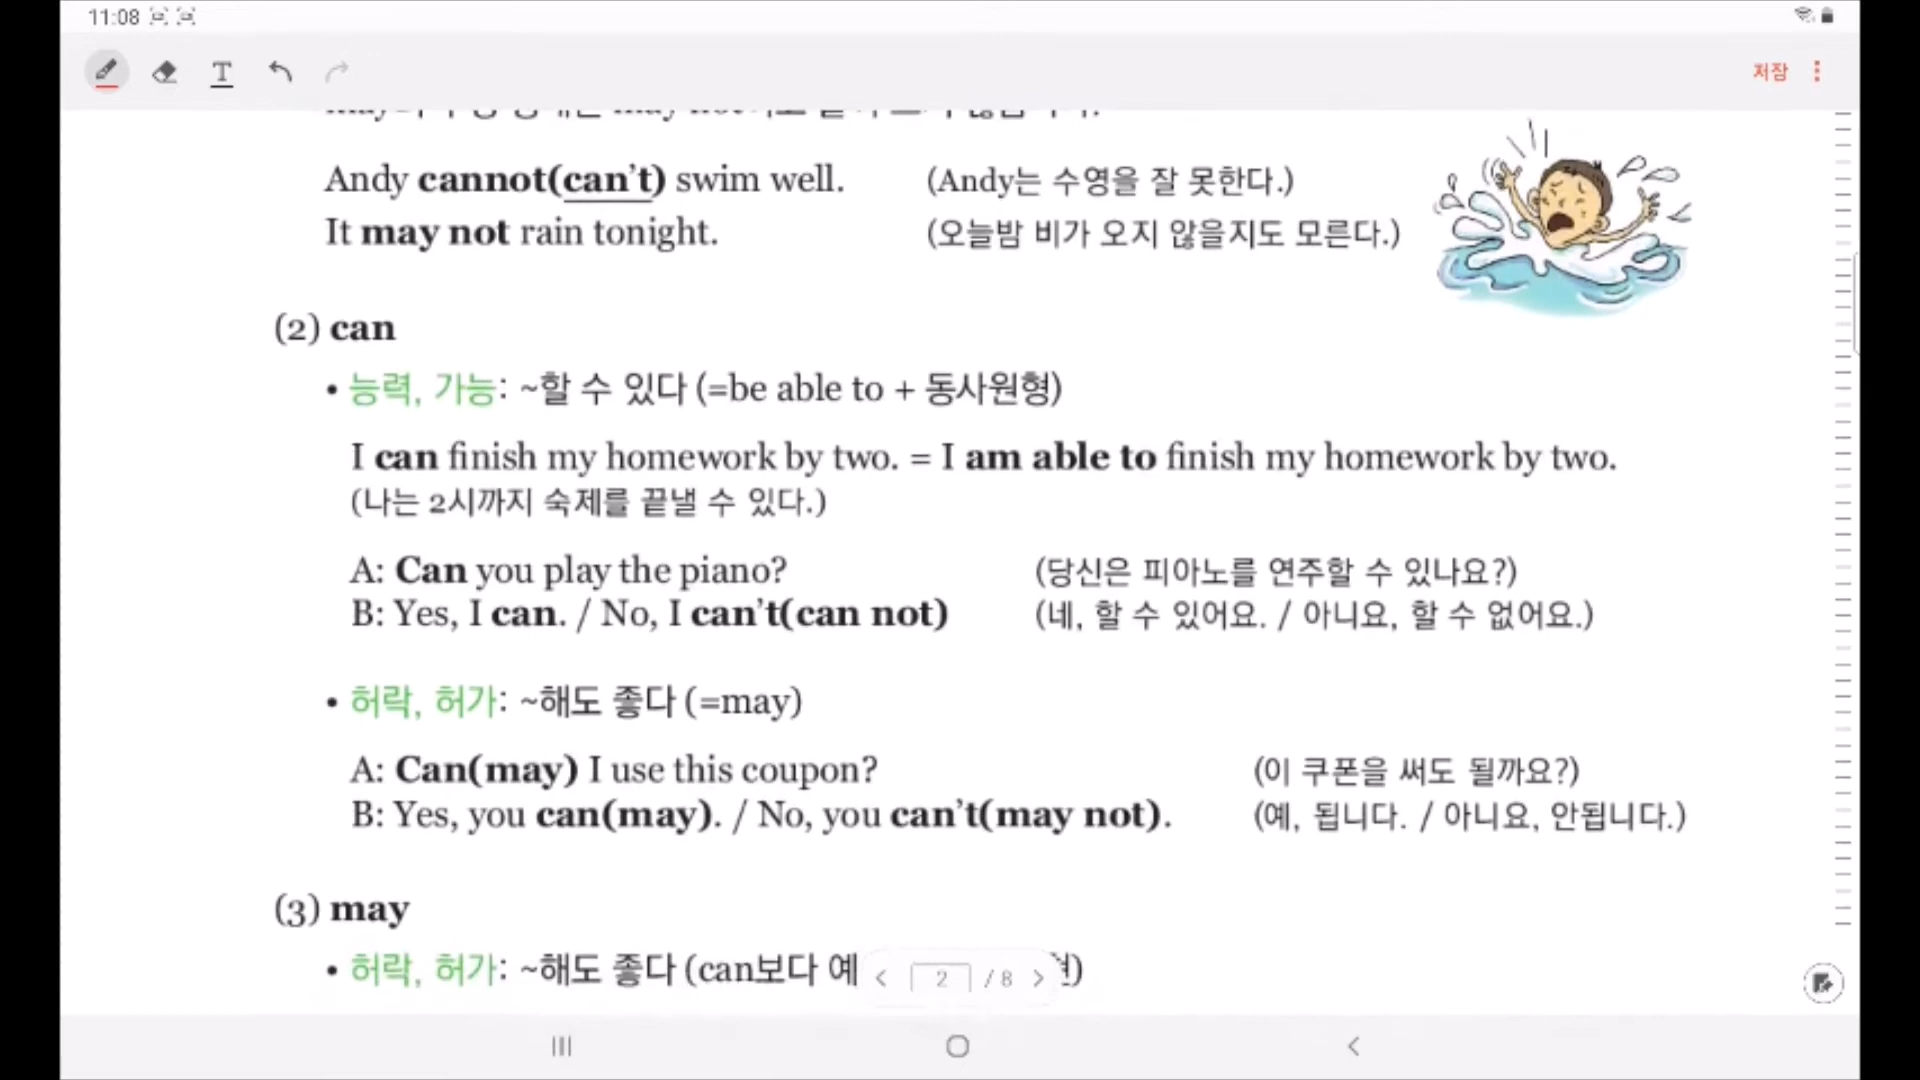 11:08
T
저장
Andy cannot(can't) swim well. (Andy는 수영을 잘 못한다.)
It may not rain tonight. (오늘밤 비가 오지 않을지도 모른다.)
(2) can
• 능력, 가능: ~할 수 있다 (=be able to + 동사원형)
I can finish my homework by two. = I am able to finish my homework by two.
(나는 2시까지 숙제를 끝낼 수 있다.)
A: Can you play the piano? (당신은 피아노를 연주할 수 있나요?)
B: Yes, I can. / No, I can't(can not) (네, 할 수 있어요. / 아니요, 할 수 없어요.)
• 허락, 허가: ~해도 좋다 (=may)
A: Can(may) I use this coupon? (이 쿠폰을 써도 될까요?)
B: Yes, you can(may). / No, you can't(may not). (예, 됩니다. / 아니요, 안됩니다.)
(3) may
• 허락, 허가: ~해도 좋다 (can보다 예
2 / 8